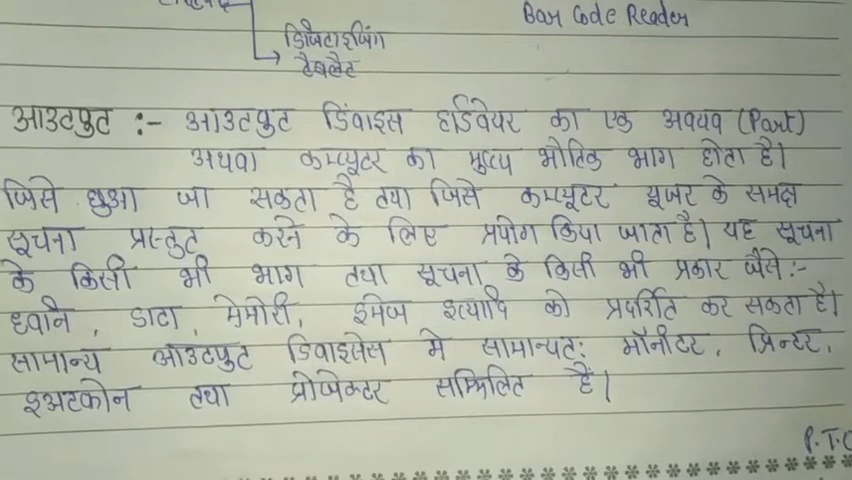 Bar Code Reader
डिजिटाइजिंग
टैबलेट
आउटपुट :- आउटपुट डिवाइस हार्डवेयर का एक अवयव (Part)
अथवा कम्प्यूटर का मुख्य भौतिक भाग होता है।
जिसे छुआ जा सकता है तथा जिसे कम्प्यूटर यूजर के समक्ष
सूचना प्रस्तुत करने के लिए प्रयोग किया जाता है। यह सूचना
के किसी भी भाग तथा सूचना के किसी भी प्रकार जैसे:-
ध्वनि, डाटा, मेमोरी, इमेज इत्यादि को प्रदर्शित कर सकता है।
सामान्य आउटपुट डिवाइसेस मे सामान्यत: मॉनीटर, प्रिन्टर,
इअरफोन तथा प्रोजेक्टर सम्मिलित है।
P.T.O